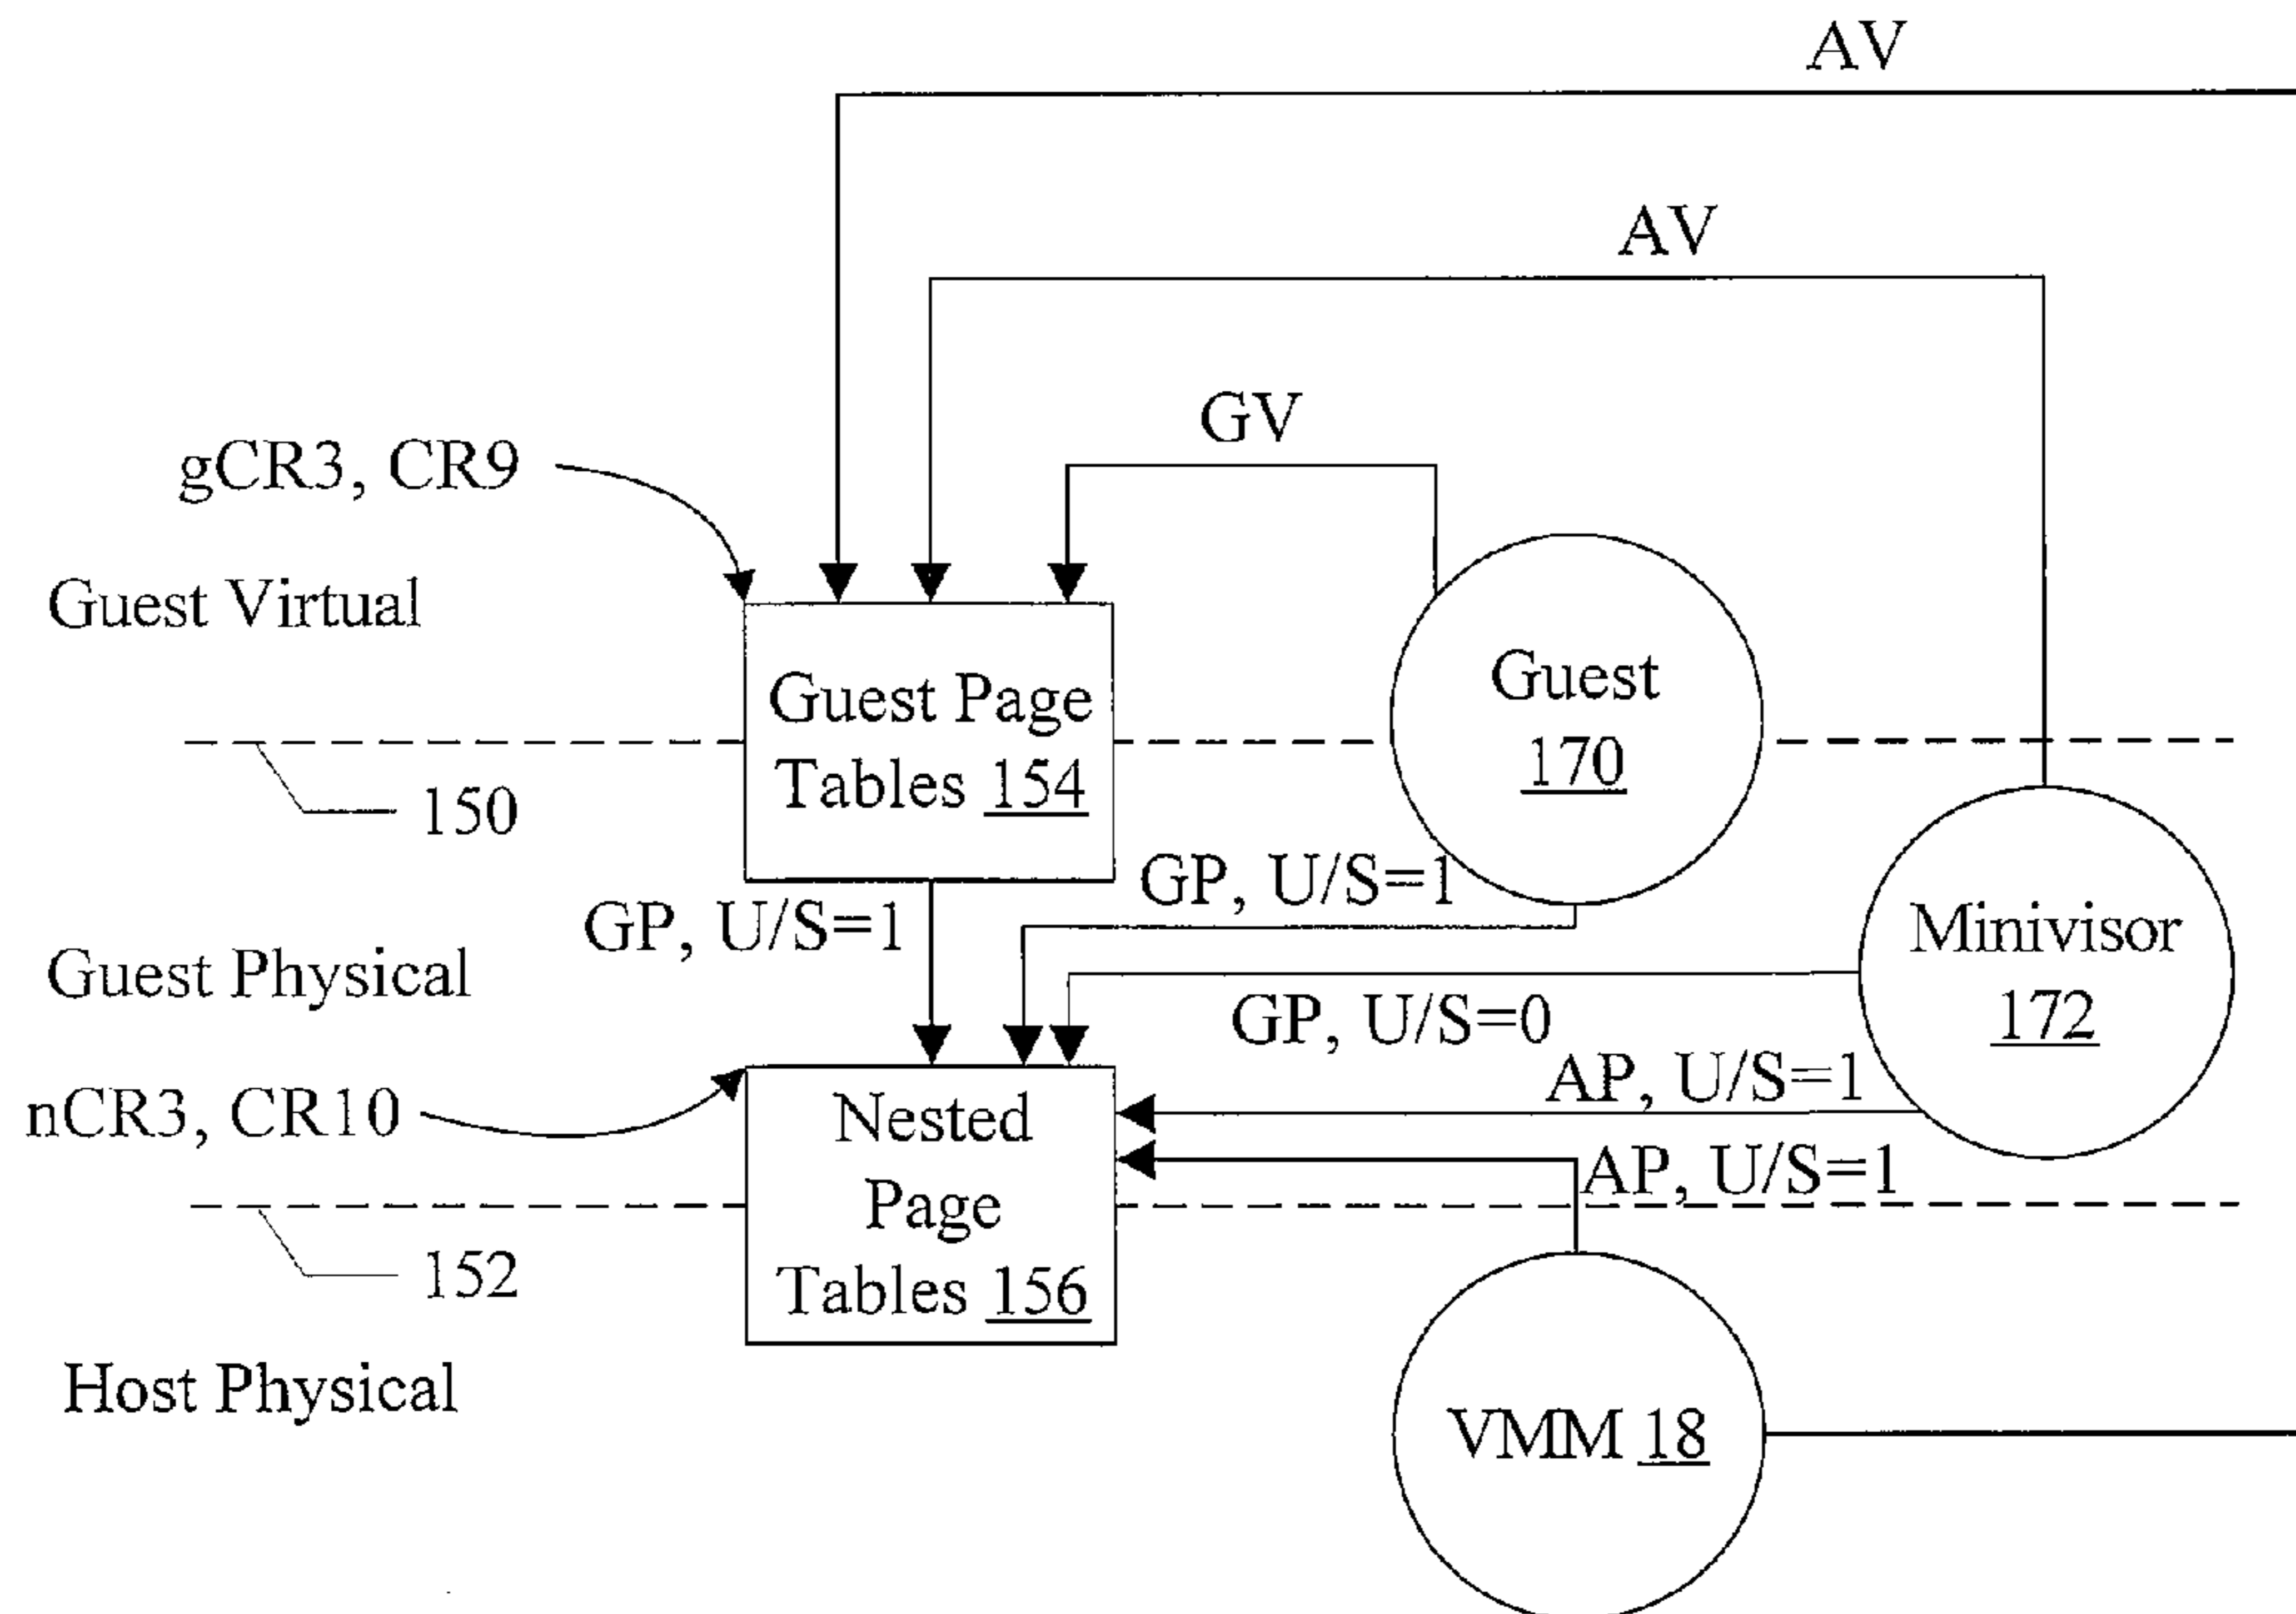 AV
AV
GV
gCR3, CR9
Guest Virtual
Guest Page
Tables 154
Guest
170
150
GP, U/S=1
GP, U/S=1
Guest Physical
Minivisor
172
GP, U/S=0
AP, U/S=1
nCR3, CR10
Nested
Page
Tables 156
AP, U/S=1
152
Host Physical
VMM 18